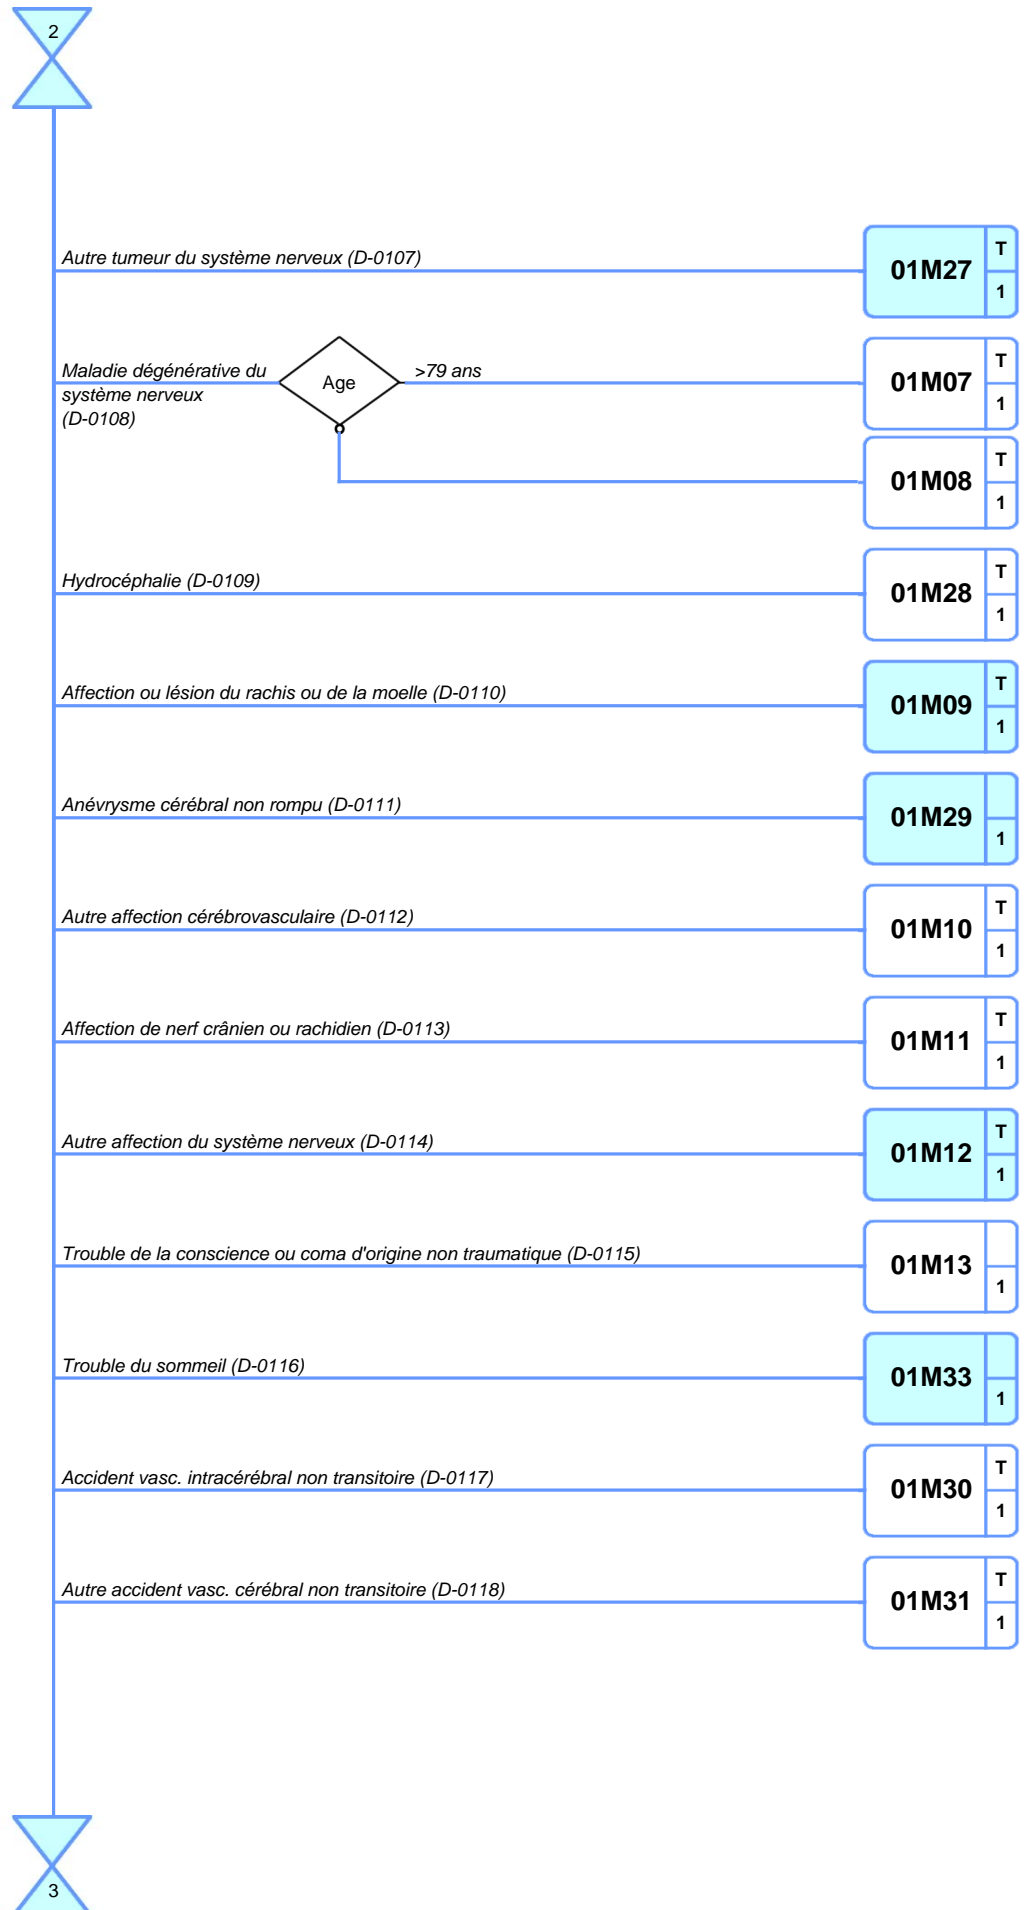 2
Autre tumeur du système nerveux (D-0107)
01M27
T
1
Maladie dégénérative du
système nerveux
(D-0108)
Age
>79 ans
01M07
T
1
01M08
T
1
Hydrocéphalie (D-0109)
01M28
T
1
Affection ou lésion du rachis ou de la moelle (D-0110)
01M09
T
1
Anévrysme cérébral non rompu (D-0111)
01M29
1
Autre affection cérébrovasculaire (D-0112)
01M10
T
1
Affection de nerf crânien ou rachidien (D-0113)
01M11
T
1
Autre affection du système nerveux (D-0114)
01M12
T
1
Trouble de la conscience ou coma d'origine non traumatique (D-0115)
01M13
1
Trouble du sommeil (D-0116)
01M33
1
Accident vasc. intracérébral non transitoire (D-0117)
01M30
T
1
Autre accident vasc. cérébral non transitoire (D-0118)
01M31
T
1
3